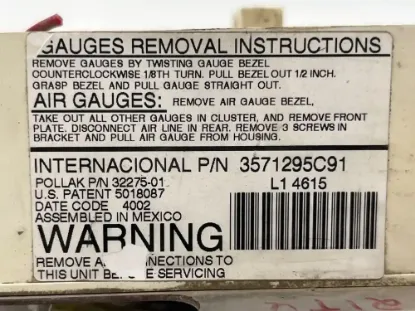 GAUGES REMOVAL INSTRUCTIONS
REMOVE GAUGES BY TWISTING GAUGE BEZEL
COUNTERCLOCKWISE 1/8TH TURN. PULL BEZEL OUT 1/2 INCH.
GRASP BEZEL AND PULL GAUGE STRAIGHT OUT.
AIR GAUGES: REMOVE AIR GAUGE BEZEL,
TAKE OUT ALL OTHER GAUGES IN CLUSTER, AND REMOVE FRONT
PLATE. DISCONNECT AIR LINE IN REAR. REMOVE 3 SCREWS IN
BRACKET AND PULL AIR GAUGE FROM HOUSING.
INTERNACIONAL P/N 3571295C91
POLLAK P/N 32275-01 L1 4615
U.S. PATENT 5018087
DATE CODE 4002
ASSEMBLED IN MEXICO
WARNING
REMOVE TO
THIS UNIT SERVICING